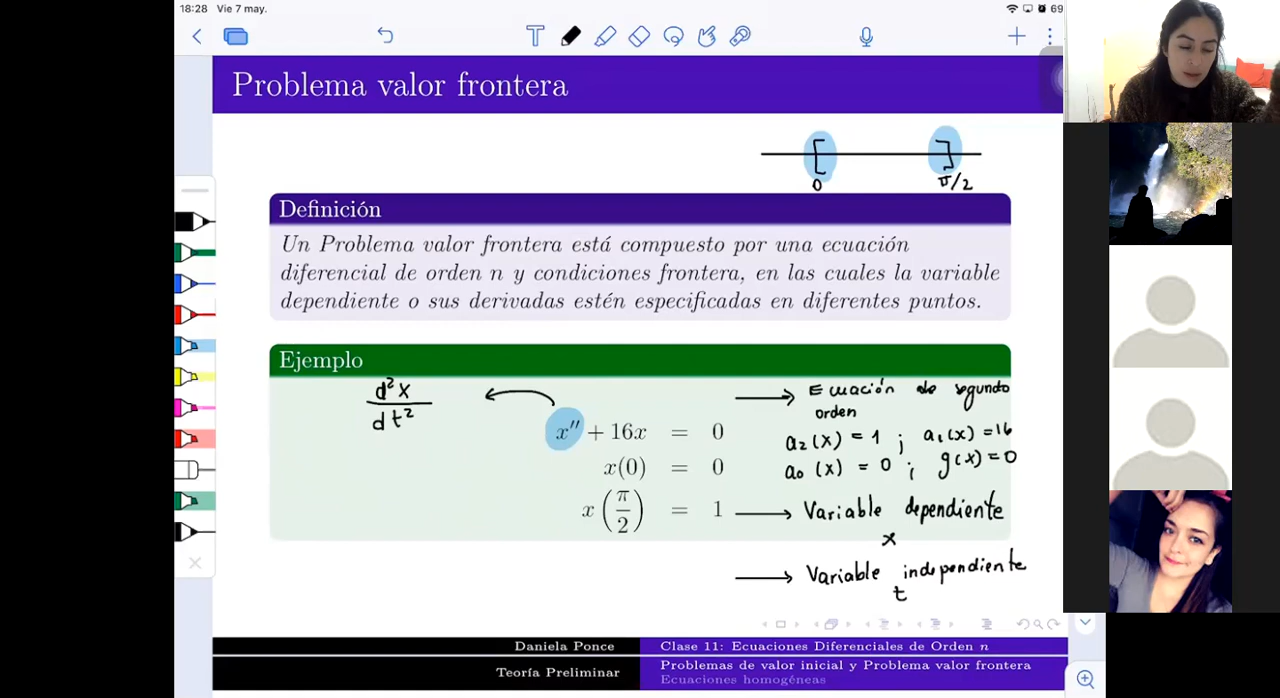 18:28 Vie 7 may.
69
Problema valor frontera
[ ]
0 π/2
Definición
Un Problema valor frontera está compuesto por una ecuación
diferencial de orden n y condiciones frontera, en las cuales la variable
dependiente o sus derivadas estén especificadas en diferentes puntos.
Ejemplo
d²x
dt²
x'' + 16x = 0
x(0) = 0
x(π/2) = 1
→ Ecuación de segundo
orden
a₂(x) = 1 ; a₁(x) = 16
a₀(x) = 0 ; g(x) = 0
→ Variable dependiente
x
→ Variable independiente
t
Daniela Ponce
Clase 11: Ecuaciones Diferenciales de Orden n
Teoría Preliminar
Problemas de valor inicial y Problema valor frontera
Ecuaciones homogéneas